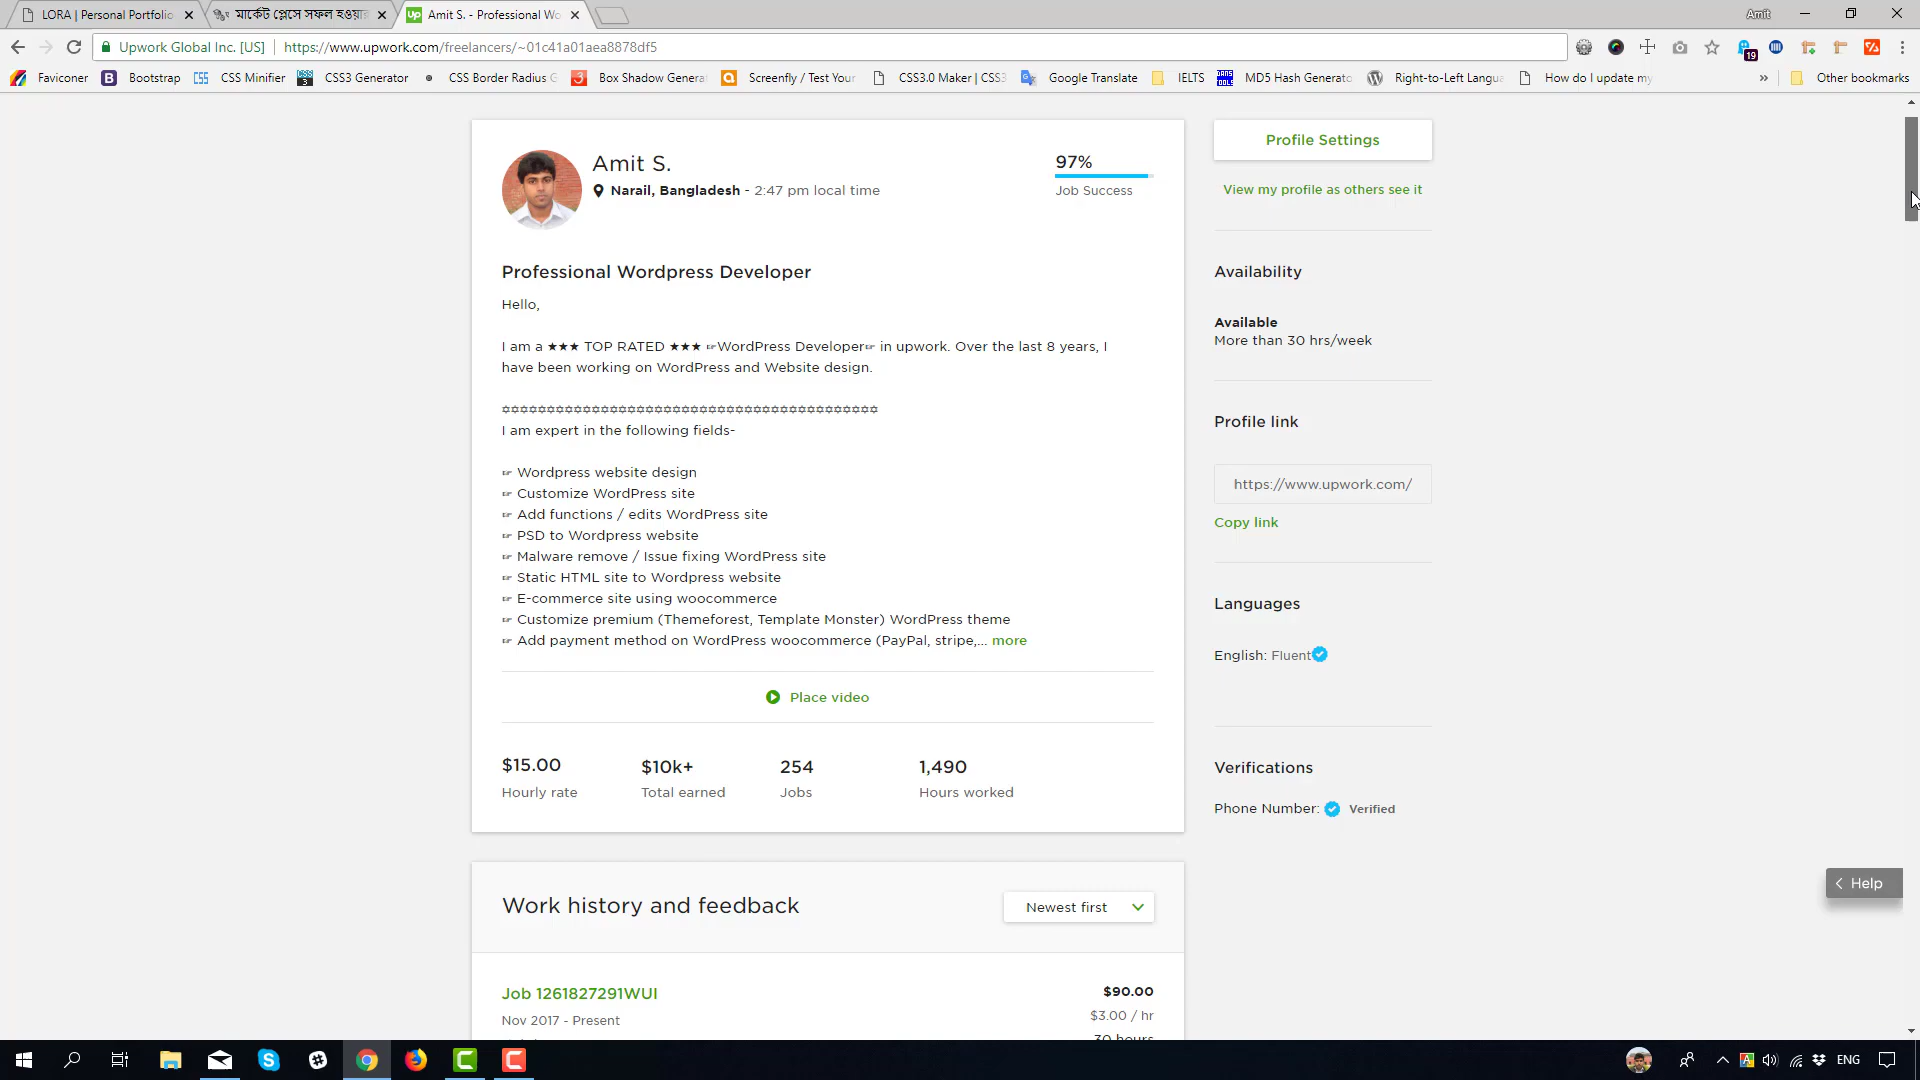 LORA | Personal Portfolio
মার্কেট প্লেসে সফল হওয়ার
Amit S. - Professional Wo
Amit
Upwork Global Inc. [US]
https://www.upwork.com/freelancers/~01c41a01aea8878df5
19
Faviconer
Bootstrap
CSS Minifier
CSS3 Generator
CSS Border Radius G
Box Shadow Genera
Screenfly / Test Your
CSS3.0 Maker | CSS3
Google Translate
IELTS
MD5 Hash Generato
Right-to-Left Langua
How do I update my
»
Other bookmarks
Amit S.
Narail, Bangladesh - 2:47 pm local time
97%
Job Success
Professional Wordpress Developer
Hello,
I am a ★★★ TOP RATED ★★★ ☞WordPress Developer☞ in upwork. Over the last 8 years, I
have been working on WordPress and Website design.
✡✡✡✡✡✡✡✡✡✡✡✡✡✡✡✡✡✡✡✡✡✡✡✡✡✡✡✡✡✡✡✡✡✡✡✡✡✡✡✡✡✡
I am expert in the following fields-
☞ Wordpress website design
☞ Customize WordPress site
☞ Add functions / edits WordPress site
☞ PSD to Wordpress website
☞ Malware remove / Issue fixing WordPress site
☞ Static HTML site to Wordpress website
☞ E-commerce site using woocommerce
☞ Customize premium (Themeforest, Template Monster) WordPress theme
☞ Add payment method on WordPress woocommerce (PayPal, stripe,... more
Place video
$15.00
Hourly rate
$10k+
Total earned
254
Jobs
1,490
Hours worked
Work history and feedback
Newest first
Job 1261827291WUI
Nov 2017 - Present
$90.00
$3.00 / hr
30 hours
Profile Settings
View my profile as others see it
Availability
Available
More than 30 hrs/week
Profile link
https://www.upwork.com/
Copy link
Languages
English: Fluent
Verifications
Phone Number: Verified
Help
ENG